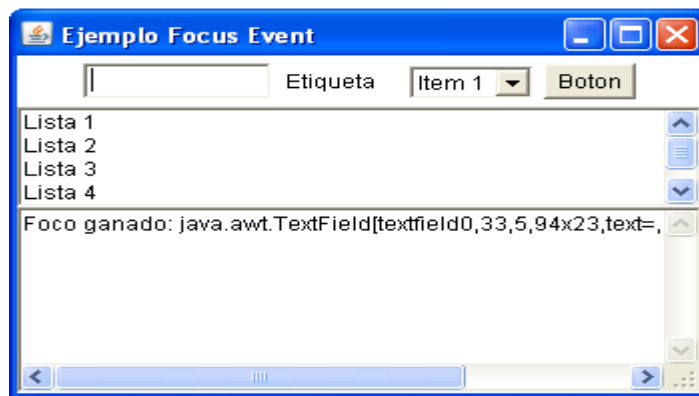 Ejemplo Focus Event
Etiqueta Item 1 Boton
Lista 1
Lista 2
Lista 3
Lista 4
Foco ganado: java.awt.TextField[textfield0,33,5,94x23,text=,